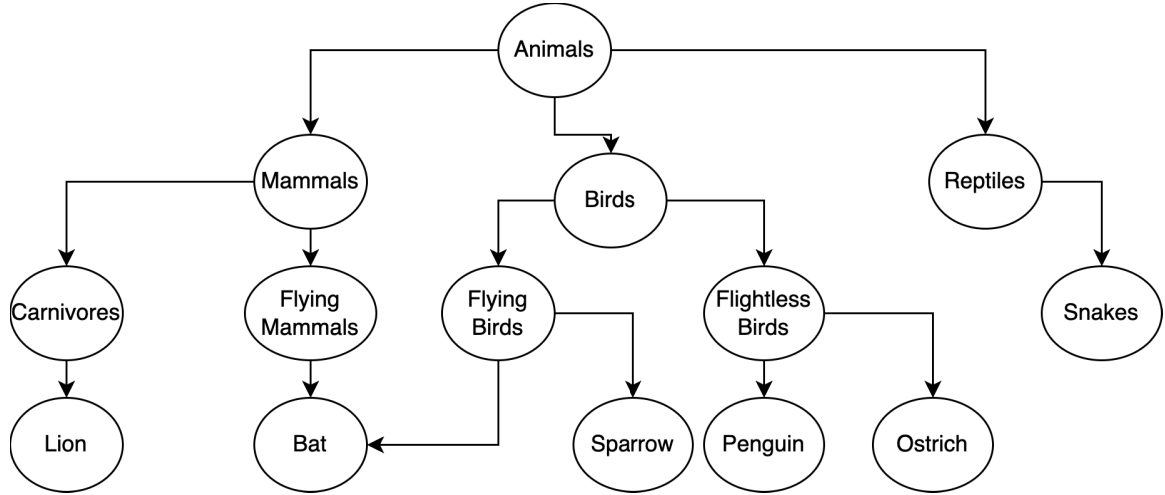 Animals
Mammals
Birds
Reptiles
Carnivores
Flying
Mammals
Flying
Birds
Flightless
Birds
Snakes
Lion
Bat
Sparrow
Penguin
Ostrich